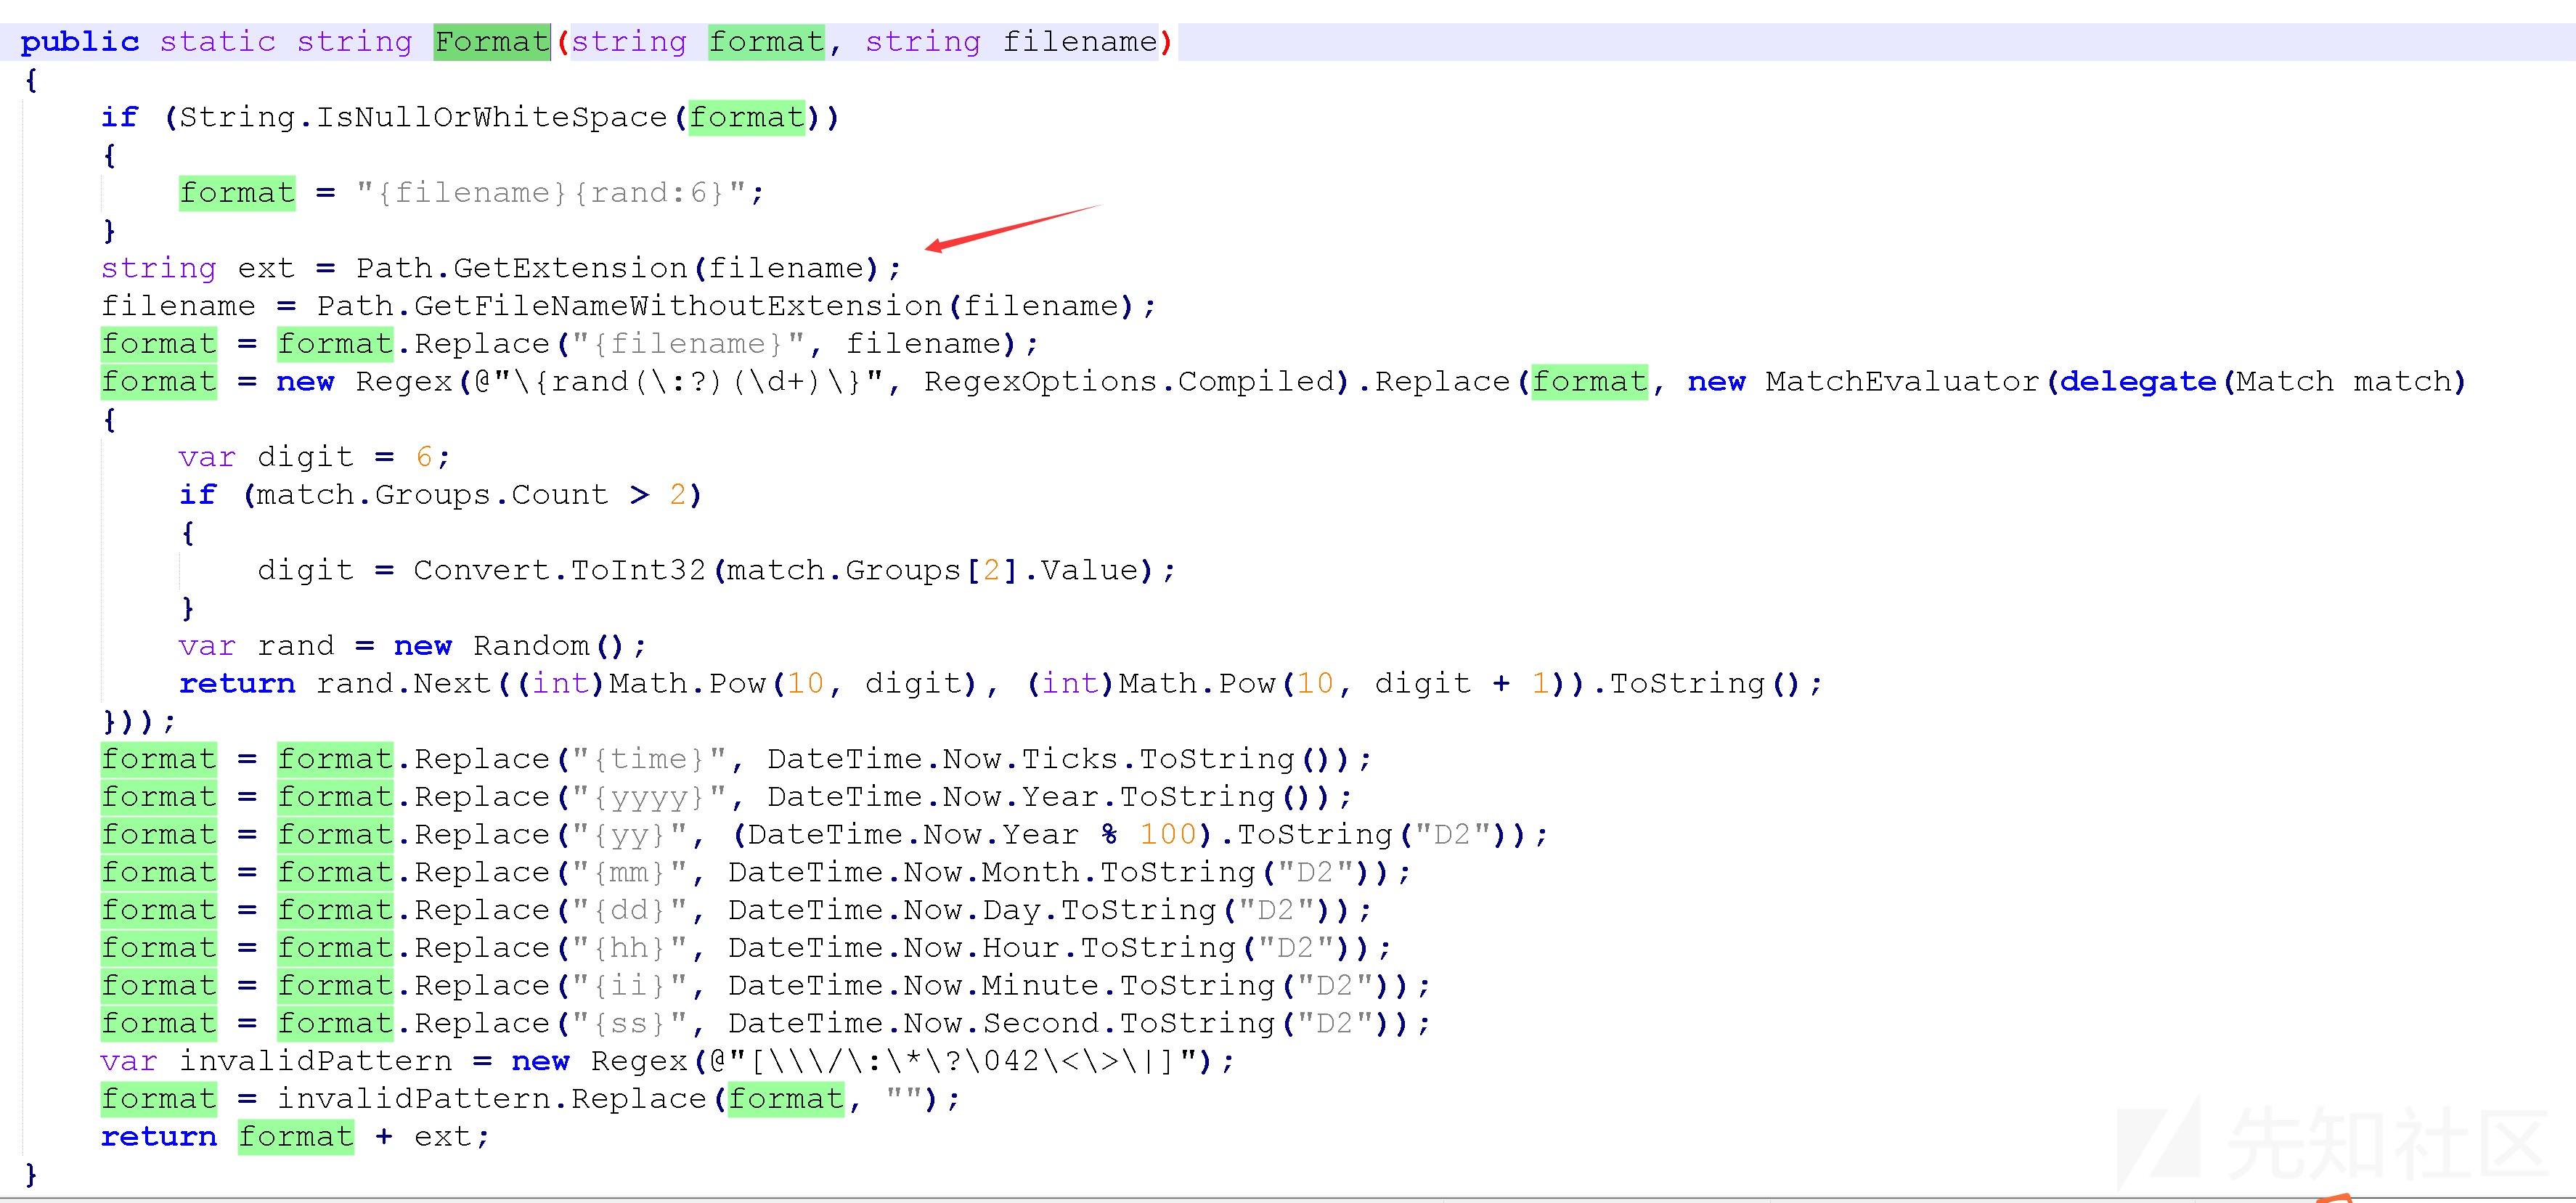 public static string Format(string format, string filename)
{
    if (String.IsNullOrWhiteSpace(format))
    {
        format = "{filename}{rand:6}";
    }
    string ext = Path.GetExtension(filename);
    filename = Path.GetFileNameWithoutExtension(filename);
    format = format.Replace("{filename}", filename);
    format = new Regex(@"\{rand(\:?)(\d+)\}", RegexOptions.Compiled).Replace(format, new MatchEvaluator(delegate(Match match)
    {
        var digit = 6;
        if (match.Groups.Count > 2)
        {
            digit = Convert.ToInt32(match.Groups[2].Value);
        }
        var rand = new Random();
        return rand.Next((int)Math.Pow(10, digit), (int)Math.Pow(10, digit + 1)).ToString();
    }));
    format = format.Replace("{time}", DateTime.Now.Ticks.ToString());
    format = format.Replace("{yyyy}", DateTime.Now.Year.ToString());
    format = format.Replace("{yy}", (DateTime.Now.Year % 100).ToString("D2"));
    format = format.Replace("{mm}", DateTime.Now.Month.ToString("D2"));
    format = format.Replace("{dd}", DateTime.Now.Day.ToString("D2"));
    format = format.Replace("{hh}", DateTime.Now.Hour.ToString("D2"));
    format = format.Replace("{ii}", DateTime.Now.Minute.ToString("D2"));
    format = format.Replace("{ss}", DateTime.Now.Second.ToString("D2"));
    var invalidPattern = new Regex(@"[\\\/\:\*\?\042\<\>\|]");
    format = invalidPattern.Replace(format, "");
    return format + ext;
}
先知社区